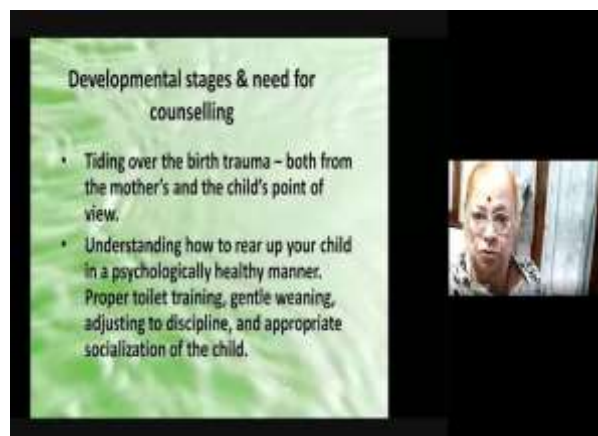 Developmental stages & need for
counselling
• Tiding over the birth trauma – both from
the mother's and the child's point of
view.
• Understanding how to rear up your child
in a psychologically healthy manner.
Proper toilet training, gentle weaning,
adjusting to discipline, and appropriate
socialization of the child.